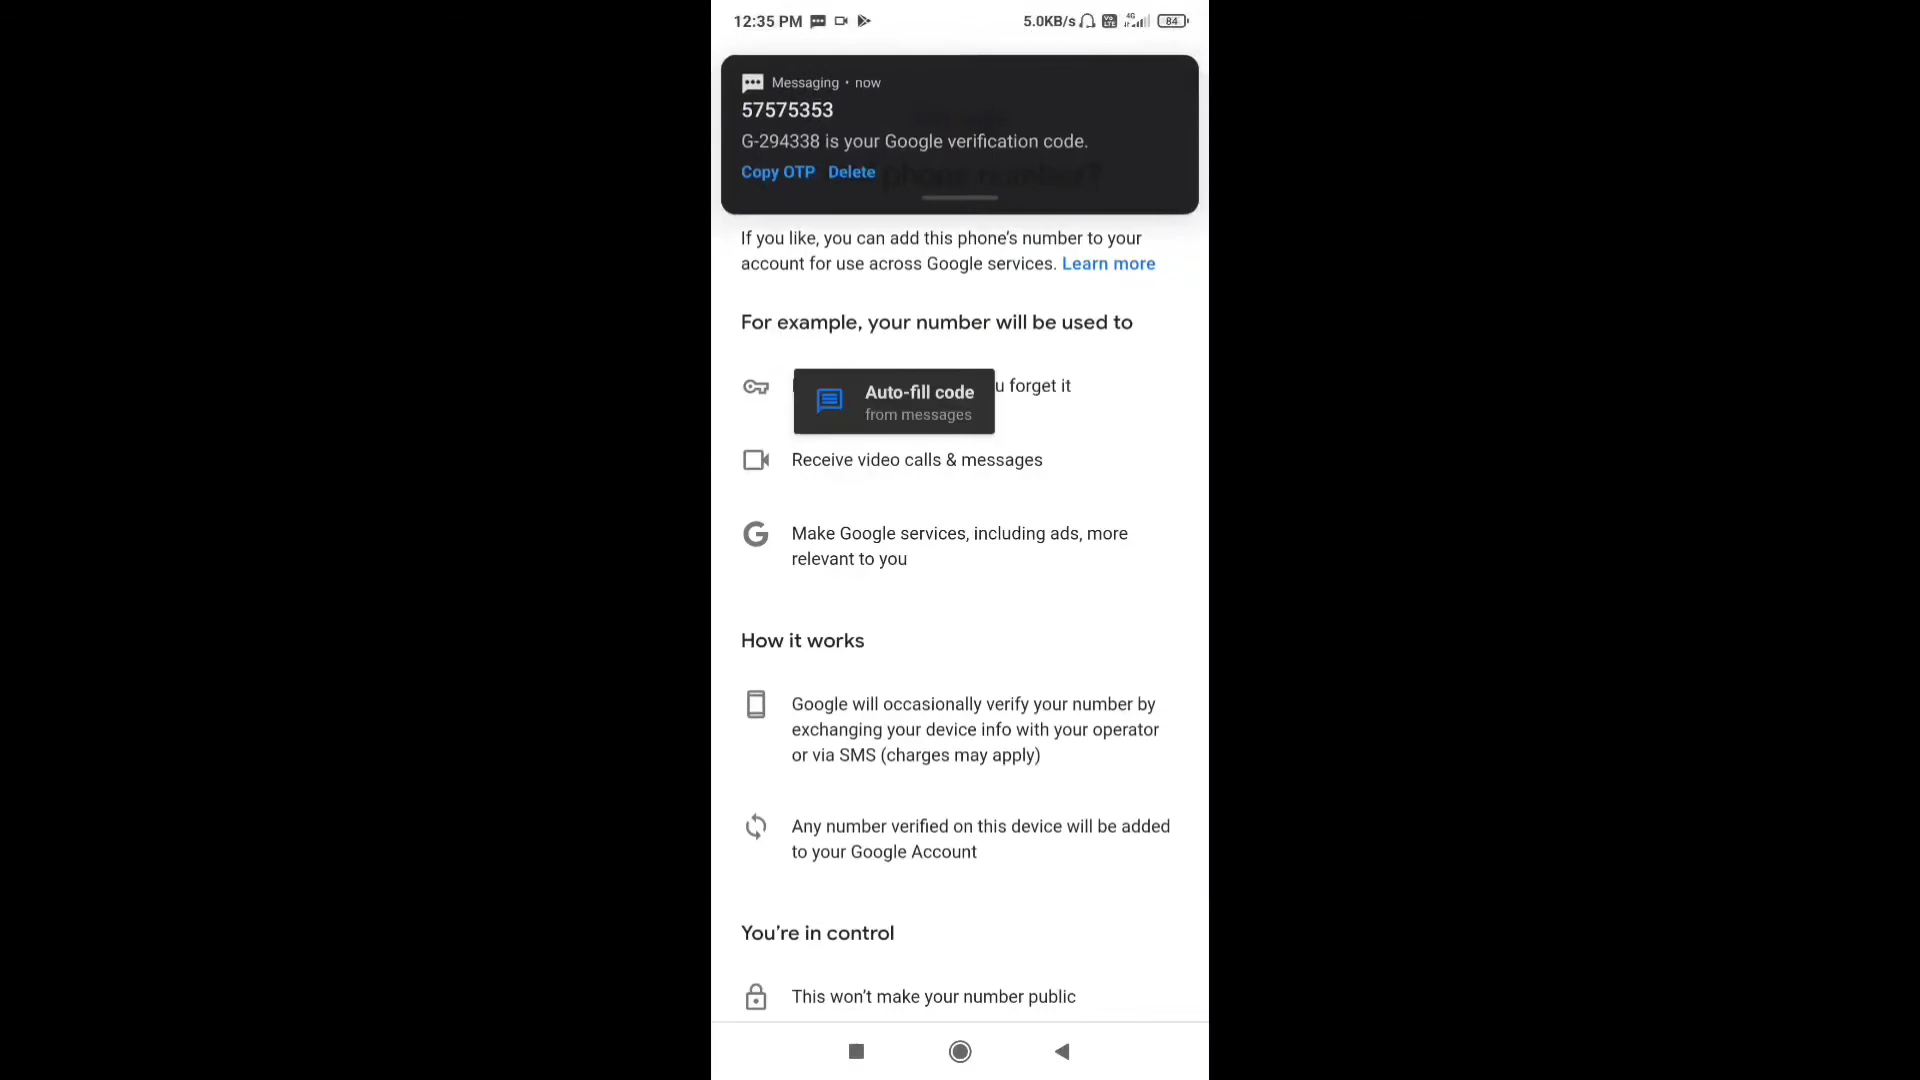 12:35 PM 5.0KB/s 4G 84
Messaging • now
57575353
G-294338 is your Google verification code.
Copy OTP Delete
phone number?
If you like, you can add this phone’s number to your
account for use across Google services. Learn more
For example, your number will be used to
u forget it
Auto-fill code
from messages
Receive video calls & messages
Make Google services, including ads, more
relevant to you
How it works
Google will occasionally verify your number by
exchanging your device info with your operator
or via SMS (charges may apply)
Any number verified on this device will be added
to your Google Account
You’re in control
This won’t make your number public